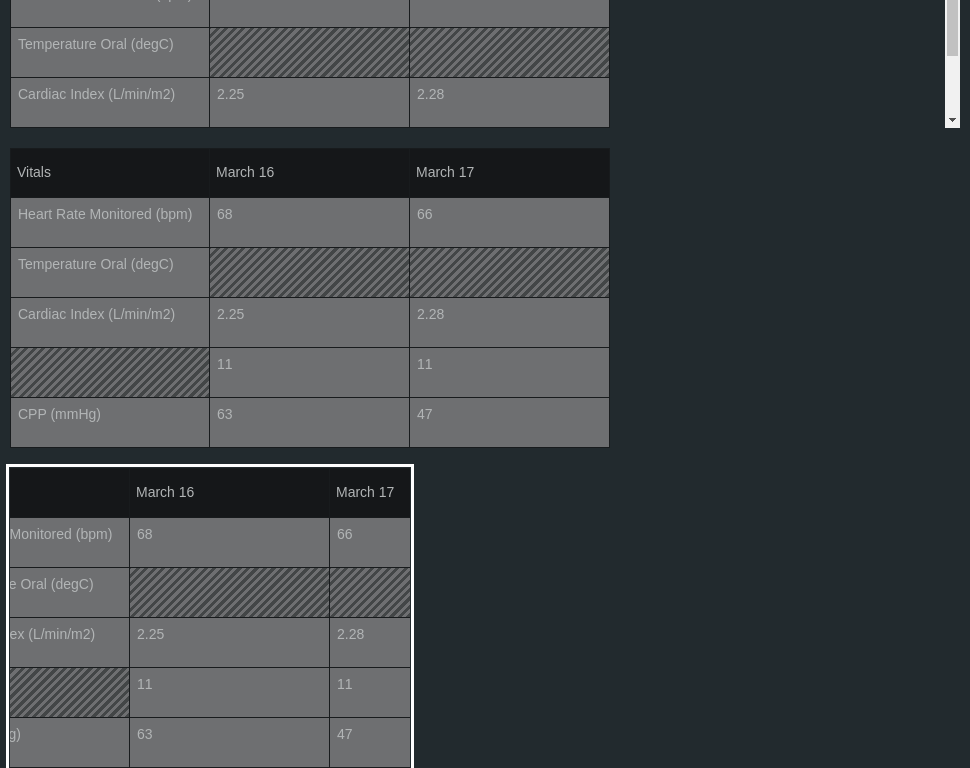 Temperature Oral (degC)
Cardiac Index (L/min/m2) 2.25 2.28
Vitals March 16 March 17
Heart Rate Monitored (bpm) 68 66
Temperature Oral (degC)
Cardiac Index (L/min/m2) 2.25 2.28
11 11
CPP (mmHg) 63 47
March 16 March 17
Monitored (bpm) 68 66
e Oral (degC)
ex (L/min/m2) 2.25 2.28
11 11
g) 63 47